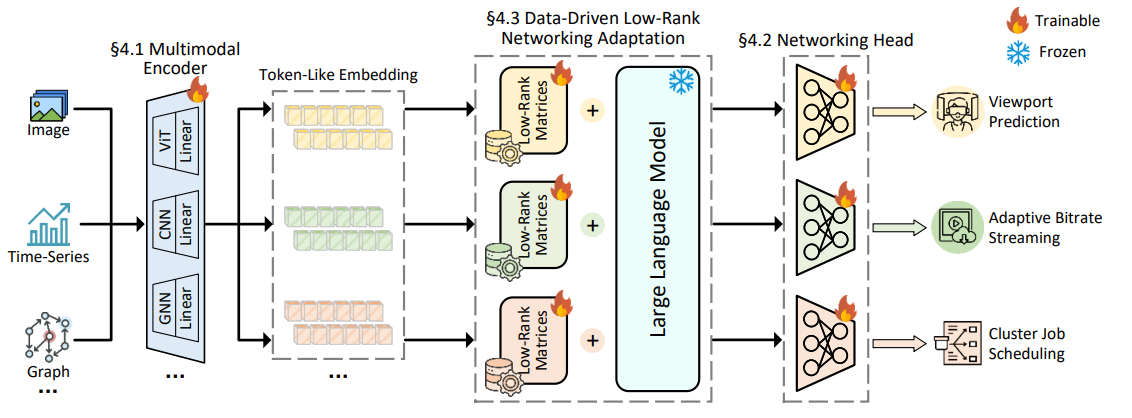 §4.1 Multimodal
Encoder
Token-Like Embedding
§4.3 Data-Driven Low-Rank
Networking Adaptation
§4.2 Networking Head
Trainable
Frozen
Image
Time-Series
Graph
...
ViT
Linear
CNN
Linear
GNN
Linear
...
...
Low-Rank
Matrices
+
Low-Rank
Matrices
+
Low-Rank
Matrices
+
Large Language Model
Viewport
Prediction
Adaptive Bitrate
Streaming
Cluster Job
Scheduling